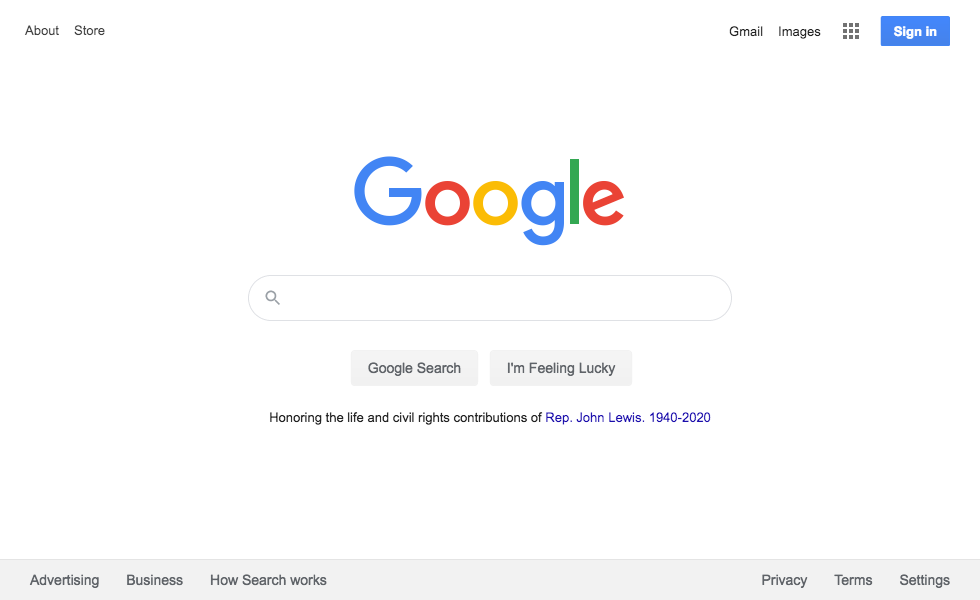 About Store Gmail Images Sign in
Google
Google Search I'm Feeling Lucky
Honoring the life and civil rights contributions of Rep. John Lewis. 1940-2020
Advertising Business How Search works Privacy Terms Settings